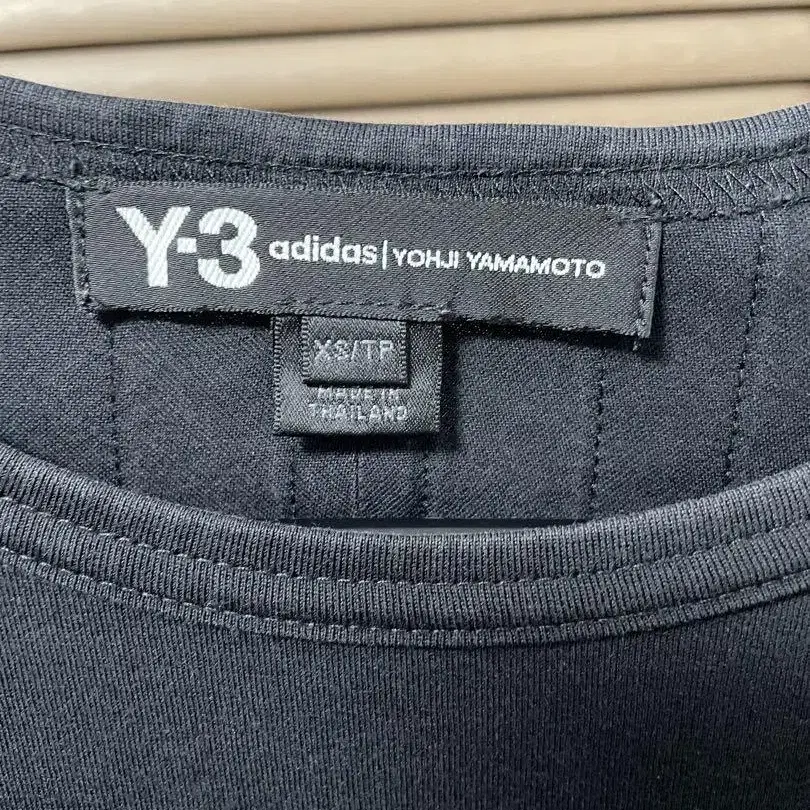 Y-3 adidas | YOHJI YAMAMOTO
XS/TP
MADE IN
THAILAND